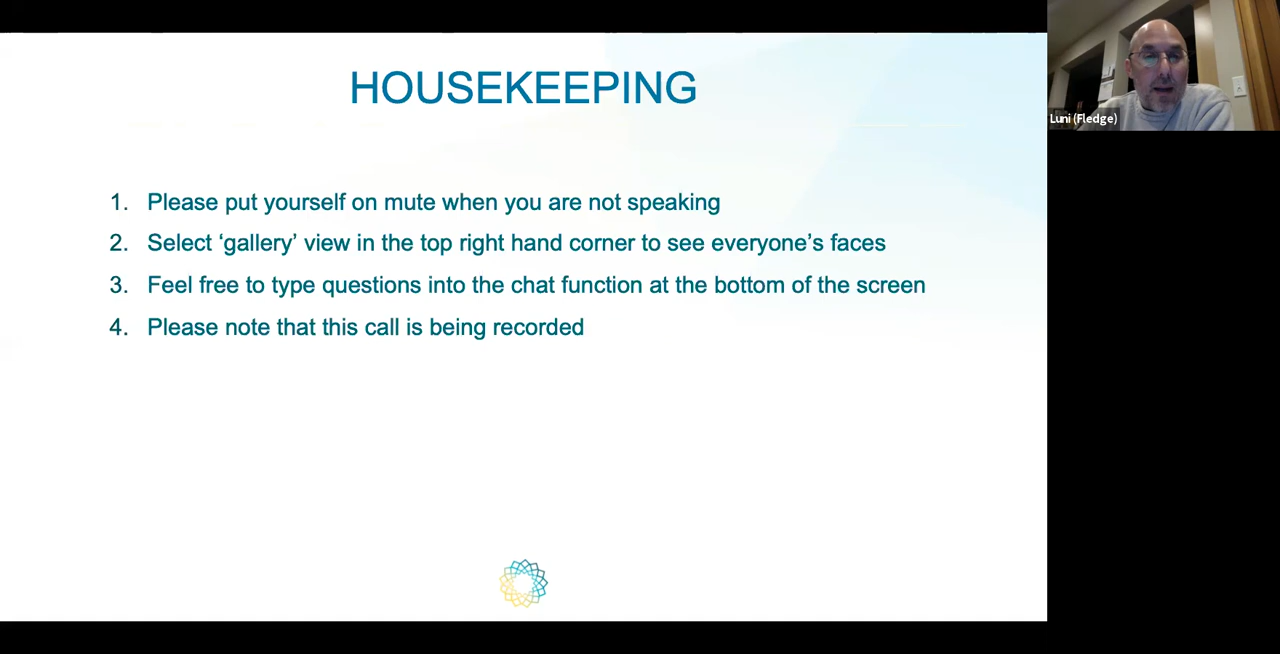 HOUSEKEEPING
1. Please put yourself on mute when you are not speaking
2. Select ‘gallery’ view in the top right hand corner to see everyone’s faces
3. Feel free to type questions into the chat function at the bottom of the screen
4. Please note that this call is being recorded
Luni (Fledge)